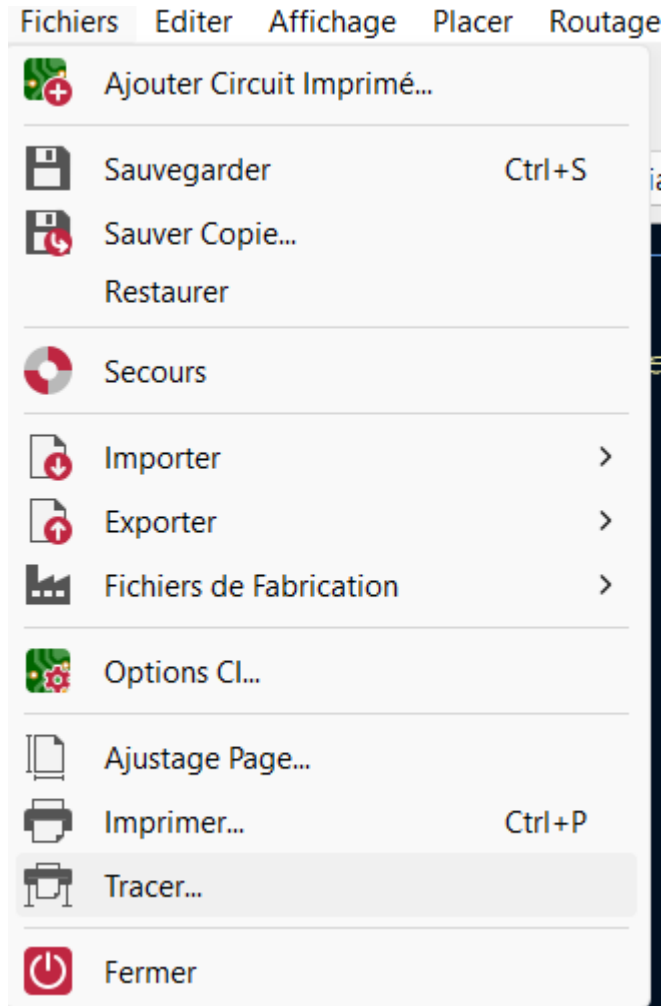 Fichiers Editer Affichage Placer Routage
Ajouter Circuit Imprimé...
Sauvegarder Ctrl+S
Sauver Copie...
Restaurer
Secours
Importer
Exporter
Fichiers de Fabrication
Options CI...
Ajustage Page...
Imprimer... Ctrl+P
Tracer...
Fermer